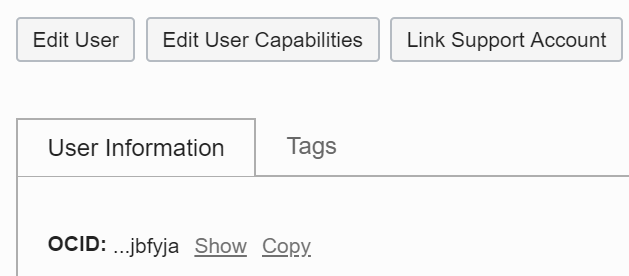 Edit User Edit User Capabilities Link Support Account
User Information Tags
OCID: ...jbfyja Show Copy